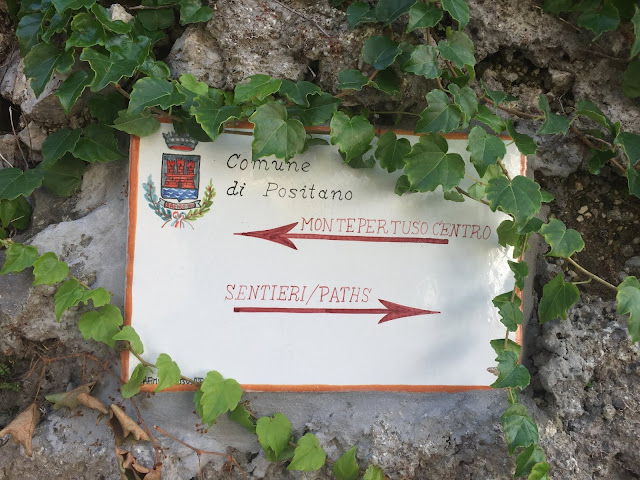 Comune
di Positano
MONTEPERTUSO CENTRO
SENTIERI/PATHS